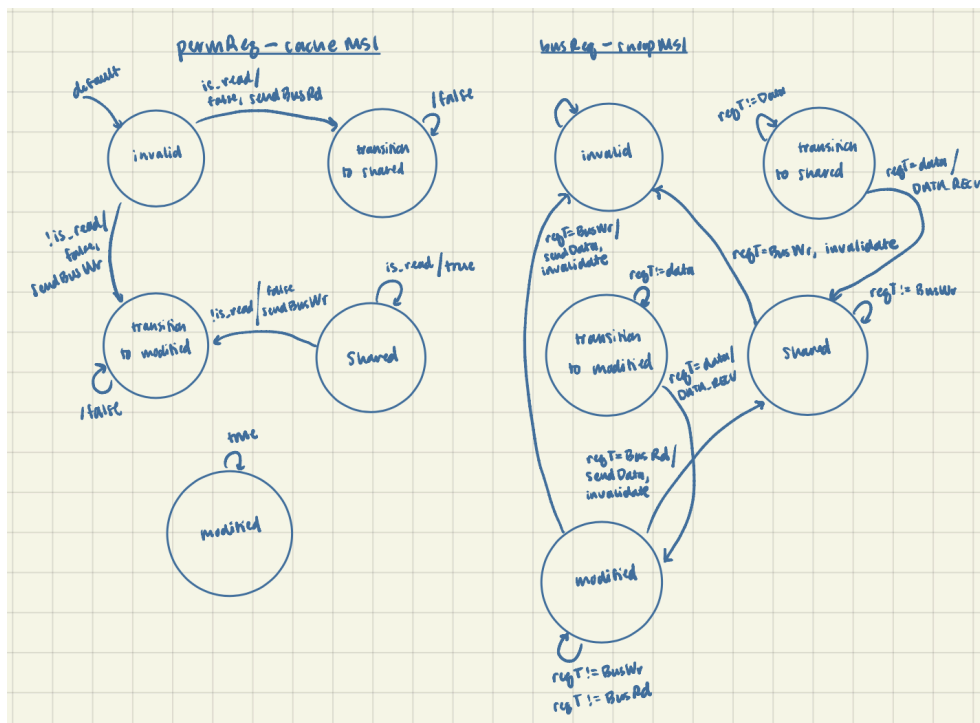 permReq - cache MSI
default
is_read/
false, sendBusRd
/false
invalid
transition
to shared
!is_read/
false,
sendBusWr
is_read/true
!is_read/false
sendBusWr
transition
to modified
Shared
/false
true
modified
busReq - snoop MSI
invalid
reqT != Data
transition
to shared
reqT = data/
DATA_RECV
reqT = BusWr/
sendData,
invalidate
reqT = BusWr, invalidate
reqT != data
reqT != BusWr
transition
to modified
shared
reqT = data/
DATA_RECV
reqT = BusRd/
sendData,
invalidate
modified
reqT != BusWr
reqT != BusRd